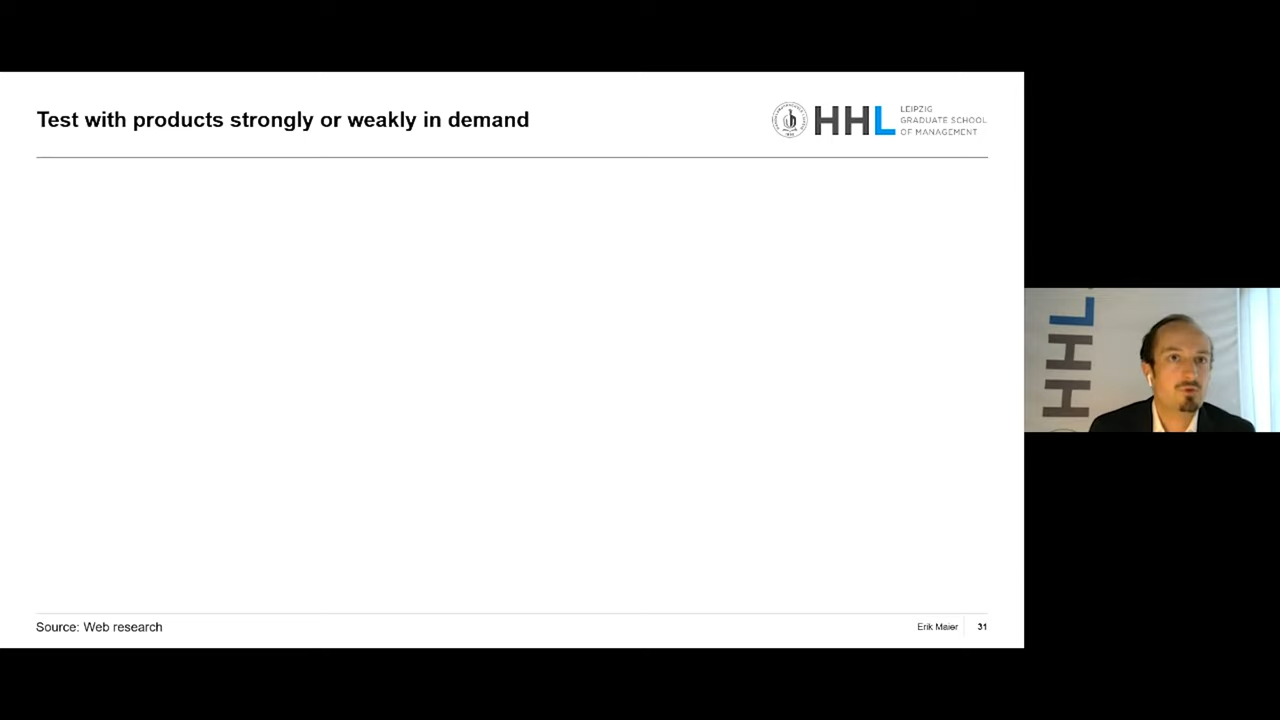 Test with products strongly or weakly in demand
HHL
LEIPZIG
GRADUATE SCHOOL
OF MANAGEMENT
HHL
Source: Web research
Erik Maier
31